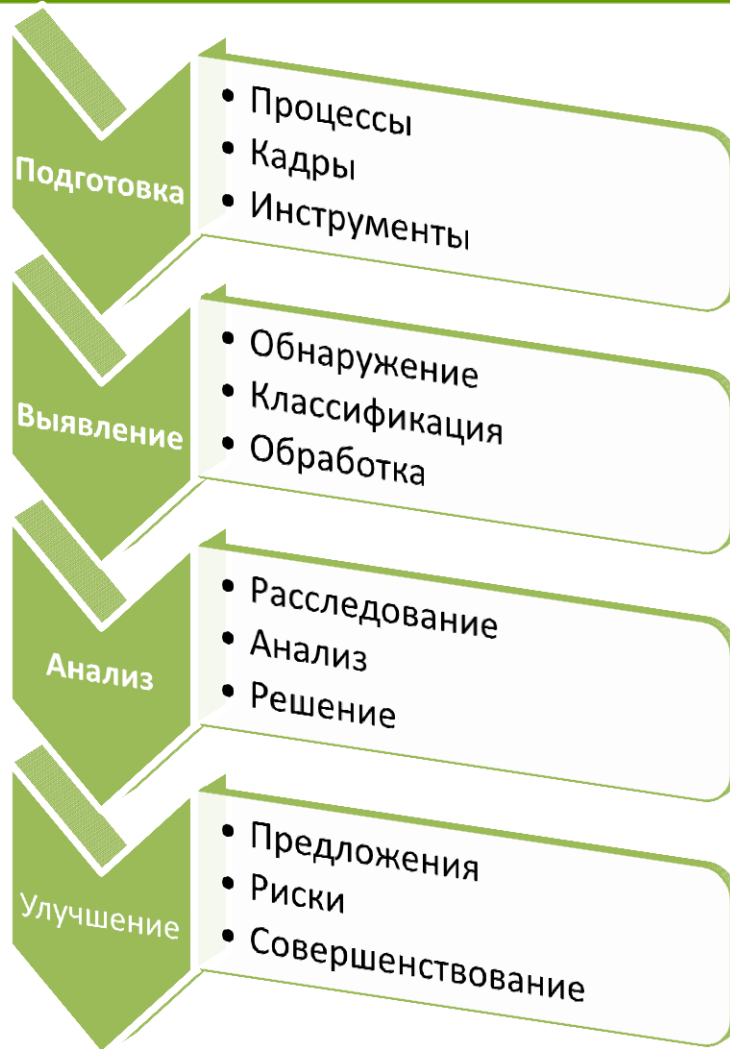 Подготовка
• Процессы
• Кадры
• Инструменты
Выявление
• Обнаружение
• Классификация
• Обработка
Анализ
• Расследование
• Анализ
• Решение
Улучшение
• Предложения
• Риски
• Совершенствование